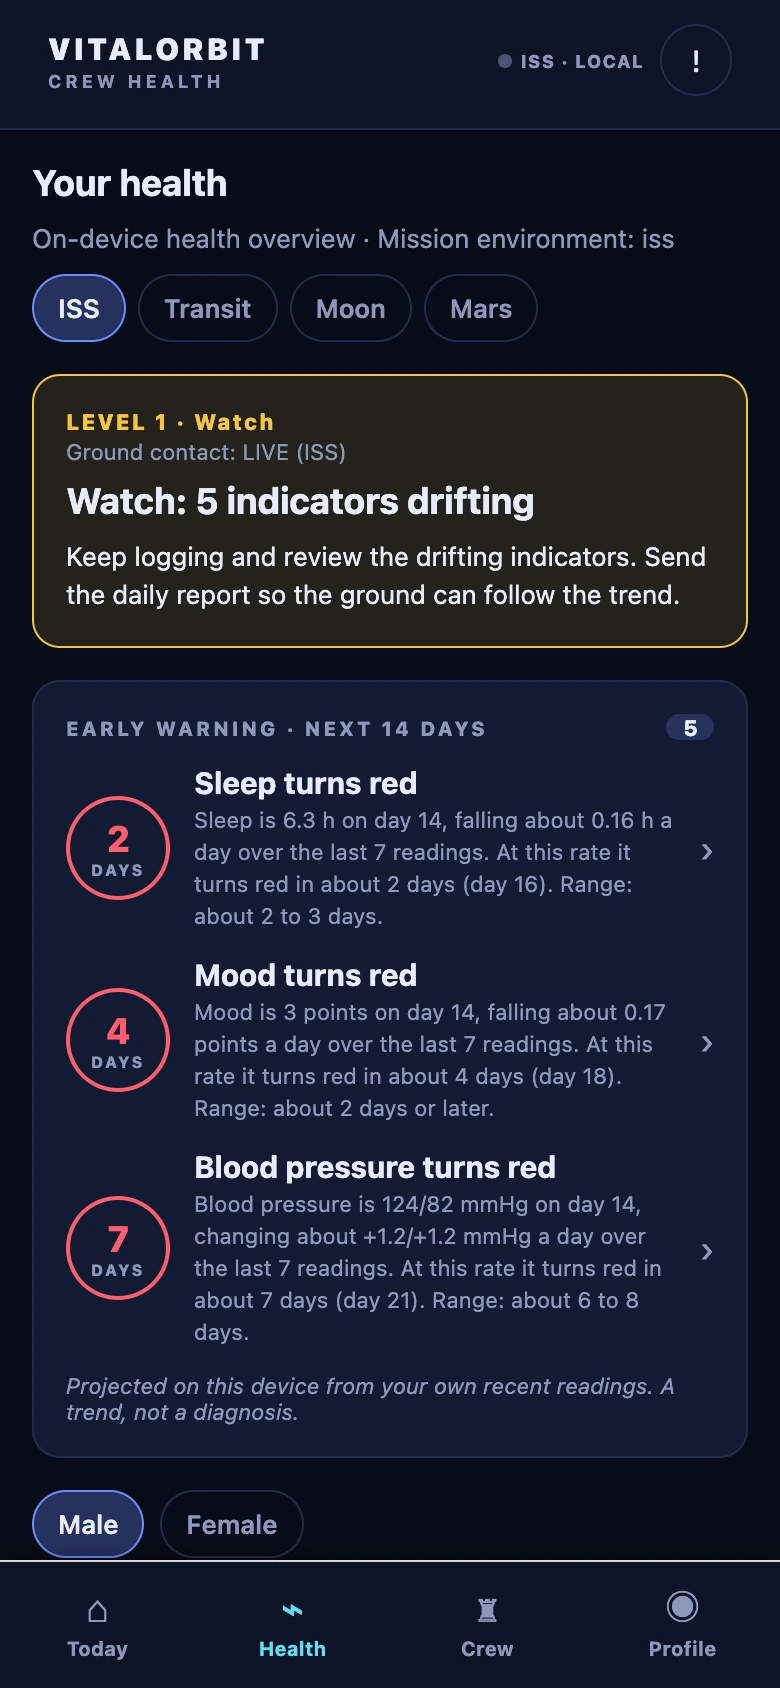 VITALORBIT
CREW HEALTH
ISS · LOCAL
!
Your health
On-device health overview · Mission environment: iss
ISS
Transit
Moon
Mars
LEVEL 1 · Watch
Ground contact: LIVE (ISS)
Watch: 5 indicators drifting
Keep logging and review the drifting indicators. Send
the daily report so the ground can follow the trend.
EARLY WARNING · NEXT 14 DAYS
5
2
DAYS
Sleep turns red
Sleep is 6.3 h on day 14, falling about 0.16 h a
day over the last 7 readings. At this rate it
turns red in about 2 days (day 16). Range:
about 2 to 3 days.
4
DAYS
Mood turns red
Mood is 3 points on day 14, falling about 0.17
points a day over the last 7 readings. At this
rate it turns red in about 4 days (day 18).
Range: about 2 days or later.
7
DAYS
Blood pressure turns red
Blood pressure is 124/82 mmHg on day 14,
changing about +1.2/+1.2 mmHg a day over
the last 7 readings. At this rate it turns red in
about 7 days (day 21). Range: about 6 to 8
days.
Projected on this device from your own recent readings. A
trend, not a diagnosis.
Male
Female
Today
Health
Crew
Profile